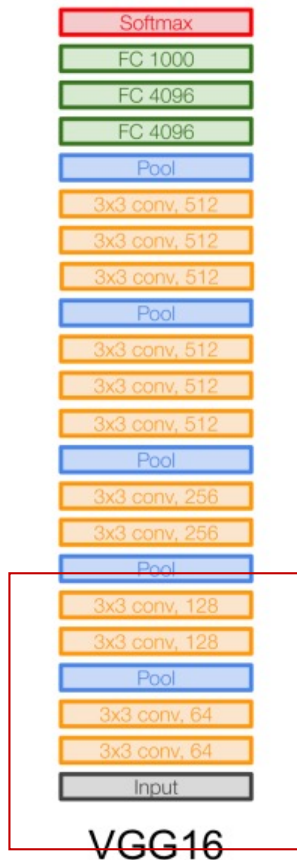 Softmax
FC 1000
FC 4096
FC 4096
Pool
3x3 conv, 512
3x3 conv, 512
3x3 conv, 512
Pool
3x3 conv, 512
3x3 conv, 512
3x3 conv, 512
Pool
3x3 conv, 256
3x3 conv, 256
Pool
3x3 conv, 128
3x3 conv, 128
Pool
3x3 conv, 64
3x3 conv, 64
Input
VGG16